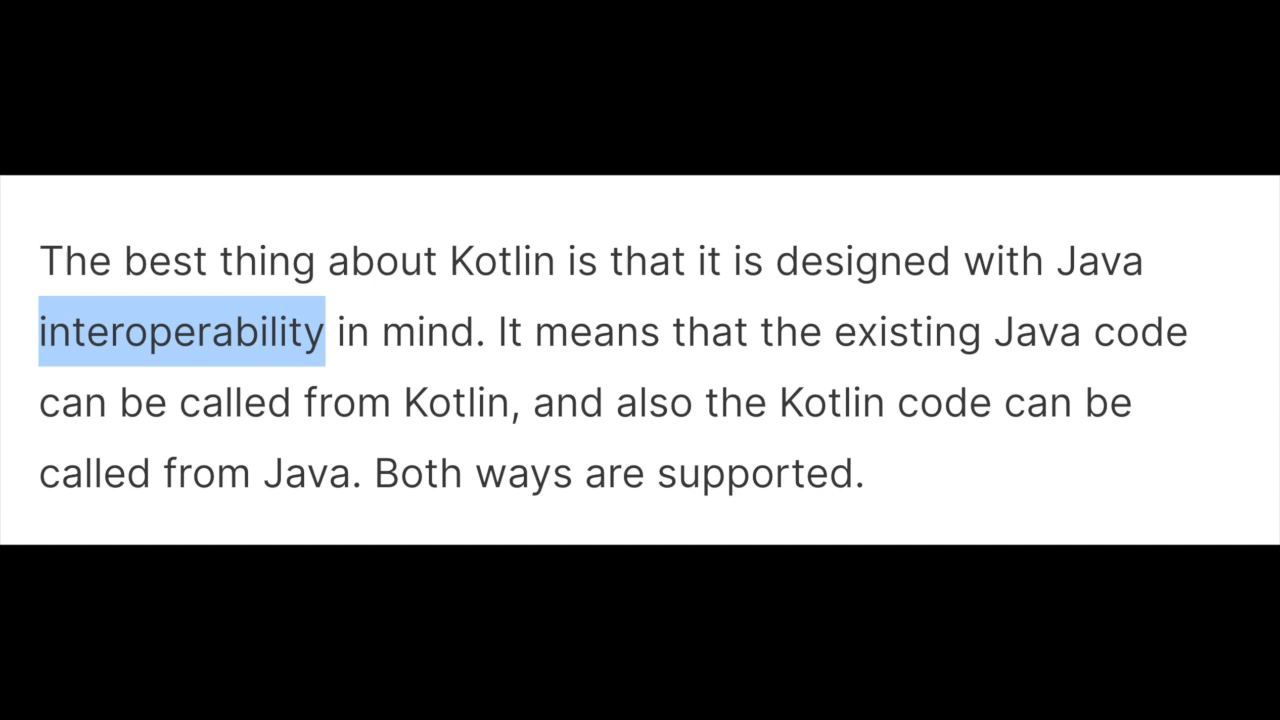 The best thing about Kotlin is that it is designed with Java
interoperability in mind. It means that the existing Java code
can be called from Kotlin, and also the Kotlin code can be
called from Java. Both ways are supported.